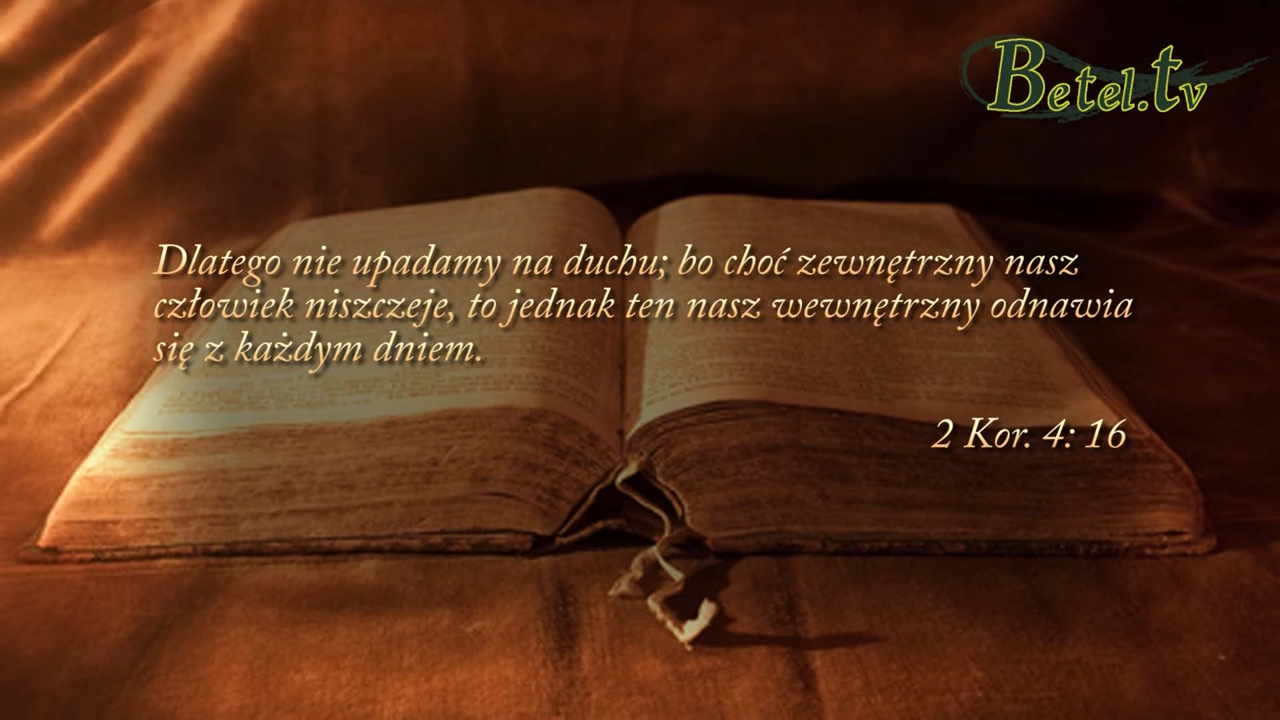 Betel.tv
Dlatego nie upadamy na duchu; bo choć zewnętrzny nasz
człowiek niszczeje, to jednak ten nasz wewnętrzny odnawia
się z każdym dniem.
2 Kor. 4: 16